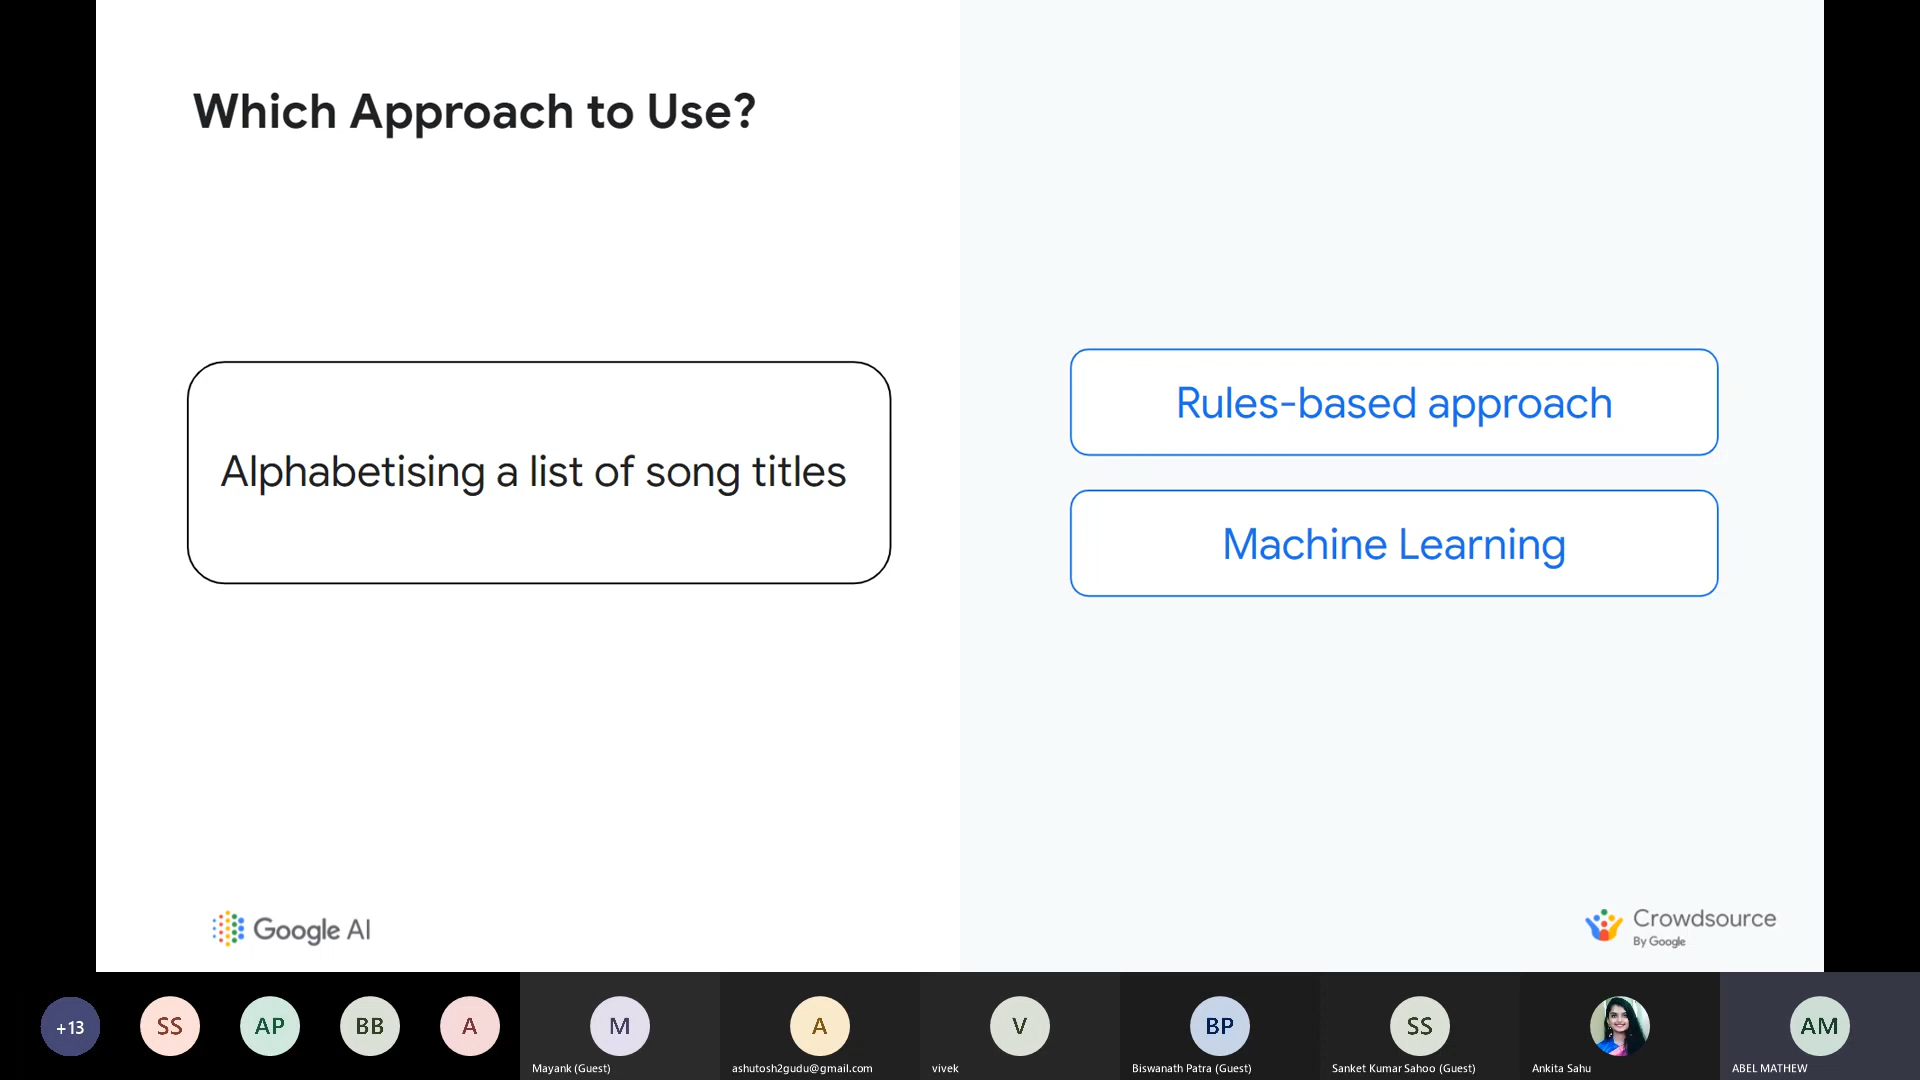 Which Approach to Use?
Alphabetising a list of song titles
Rules-based approach
Machine Learning
Google AI
Crowdsource
By Google
+13
SS
AP
BB
A
M
A
V
BP
SS
AM
Mayank (Guest)
ashutosh2gudu@gmail.com
vivek
Biswanath Patra (Guest)
Sanket Kumar Sahoo (Guest)
Ankita Sahu
ABEL MATHEW